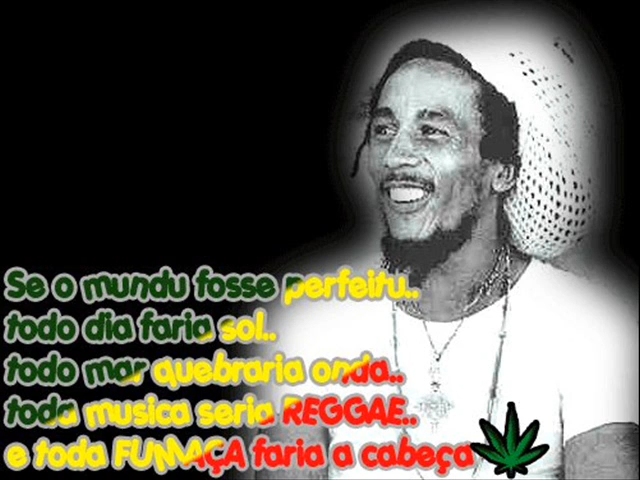 Se o mundu fosse perfeitu..
todo dia faria sol..
todo mar quebraria onda..
toda musica seria REGGAE..
e toda FUMAÇA faria a cabeça